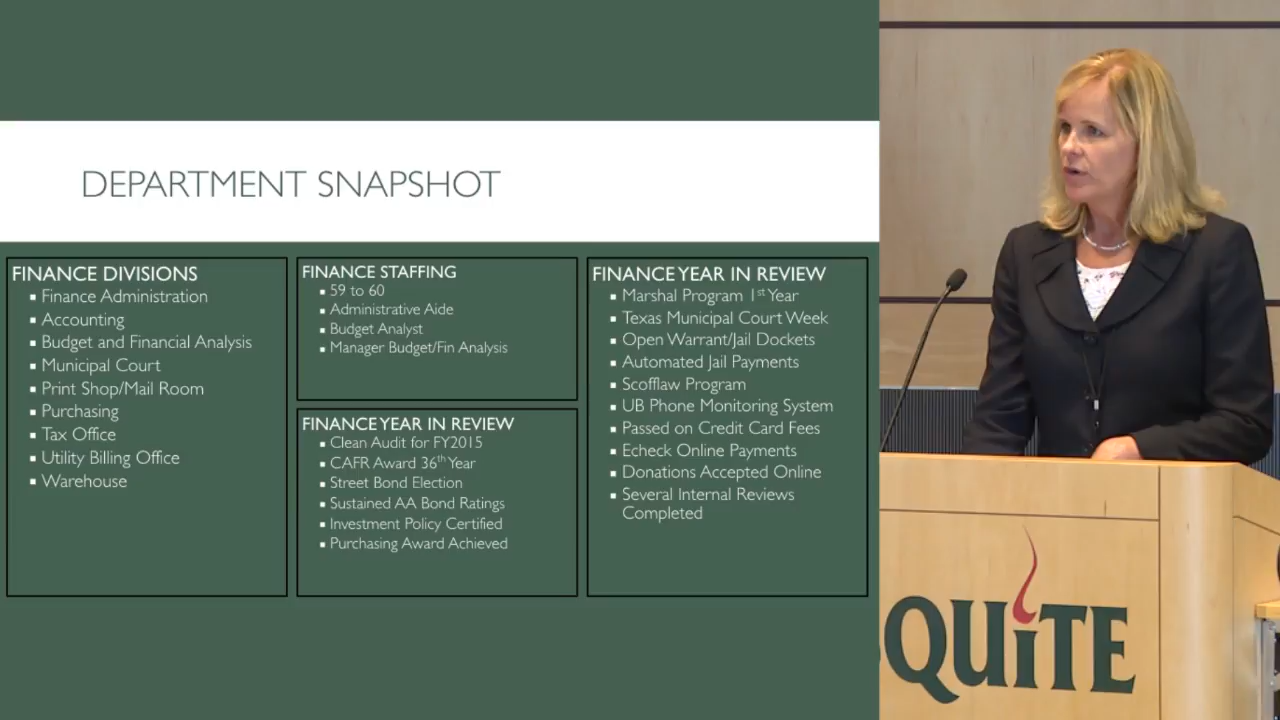 DEPARTMENT SNAPSHOT
FINANCE DIVISIONS
Finance Administration
Accounting
Budget and Financial Analysis
Municipal Court
Print Shop/Mail Room
Purchasing
Tax Office
Utility Billing Office
Warehouse
FINANCE STAFFING
59 to 60
Administrative Aide
Budget Analyst
Manager Budget/Fin Analysis
FINANCE YEAR IN REVIEW
Clean Audit for FY2015
CAFR Award 36th Year
Street Bond Election
Sustained AA Bond Ratings
Investment Policy Certified
Purchasing Award Achieved
FINANCE YEAR IN REVIEW
Marshal Program 1st Year
Texas Municipal Court Week
Open Warrant/Jail Dockets
Automated Jail Payments
Scofflaw Program
UB Phone Monitoring System
Passed on Credit Card Fees
Echeck Online Payments
Donations Accepted Online
Several Internal Reviews
Completed
QUiTE